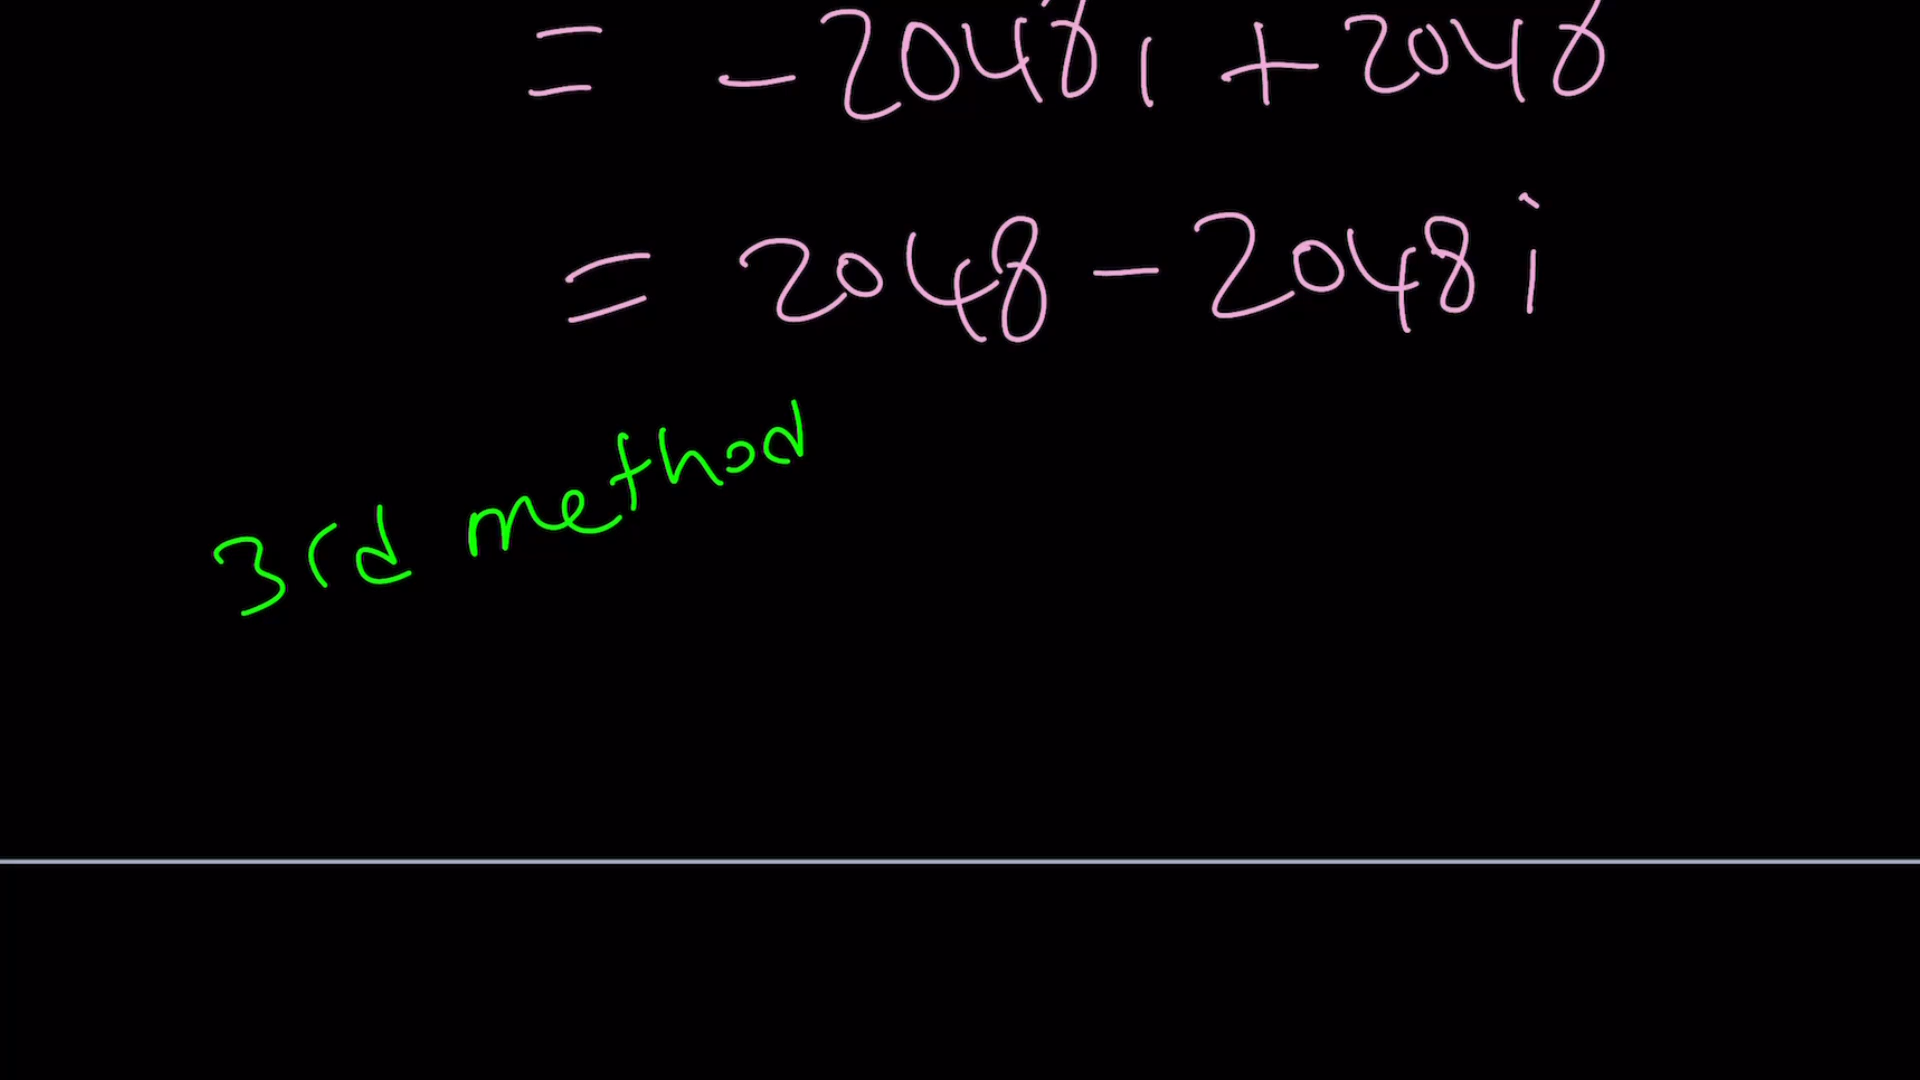 = - 2048i + 2048
= 2048 - 2048i
3rd method